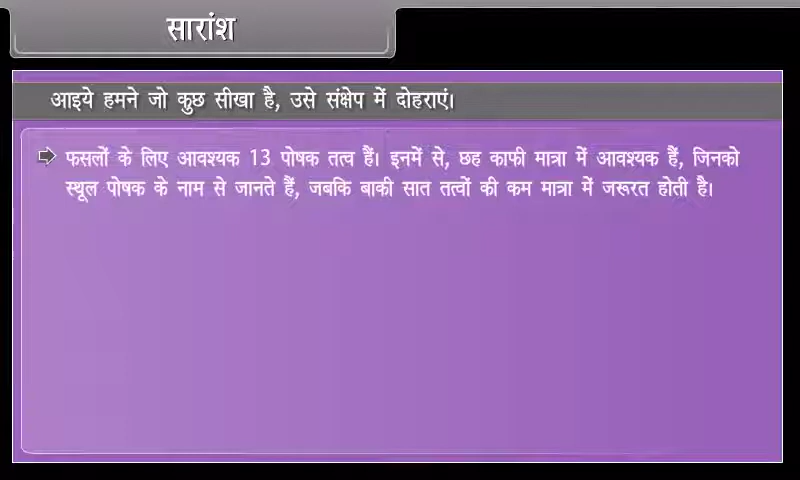 सारांश
आइये हमने जो कुछ सीखा है, उसे संक्षेप में दोहराएं।
फसलों के लिए आवश्यक 13 पोषक तत्व हैं। इनमें से, छह काफी मात्रा में आवश्यक हैं, जिनको
स्थूल पोषक के नाम से जानते हैं, जबकि बाकी सात तत्वों की कम मात्रा में जरूरत होती है।